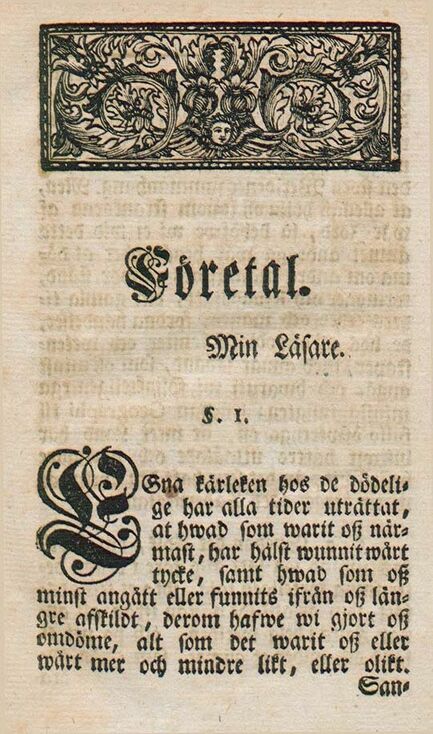 Företal.
Min Läsare.
§. 1.
EGna kärleken hos de dödeli-
ge har alla tider uträttat,
at hwad som warit oß när-
mast, har hälst wunnit wårt
tycke, samt hwad som oß
minst angått eller funnits ifrån oß län-
gre afskildt, derom hafwe wi gjort oß
omdöme, alt som det warit oß eller
wårt mer och mindre likt, eller olikt.
San-